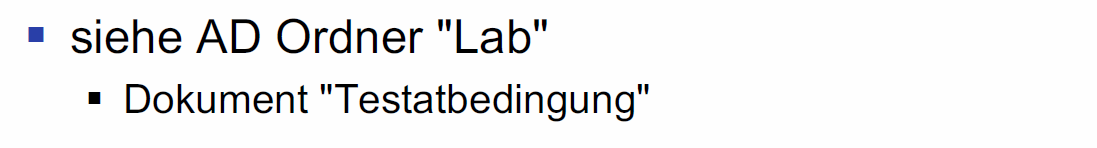 siehe AD Ordner "Lab"
Dokument "Testatbedingung"